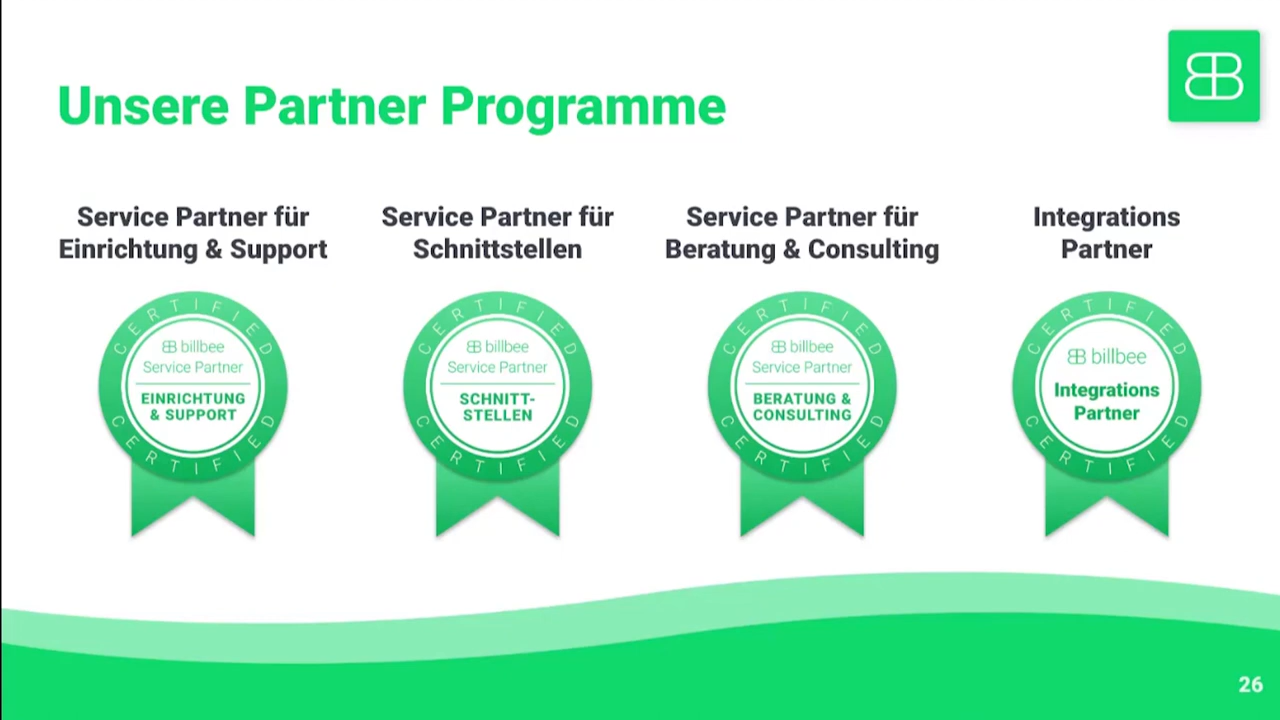 Unsere Partner Programme
Service Partner für
Einrichtung & Support
CERTIFIED
billbee
Service Partner
EINRICHTUNG
& SUPPORT
CERTIFIED
Service Partner für
Schnittstellen
CERTIFIED
billbee
Service Partner
SCHNITT-
STELLEN
CERTIFIED
Service Partner für
Beratung & Consulting
CERTIFIED
billbee
Service Partner
BERATUNG &
CONSULTING
CERTIFIED
Integrations
Partner
CERTIFIED
billbee
Integrations
Partner
CERTIFIED
26